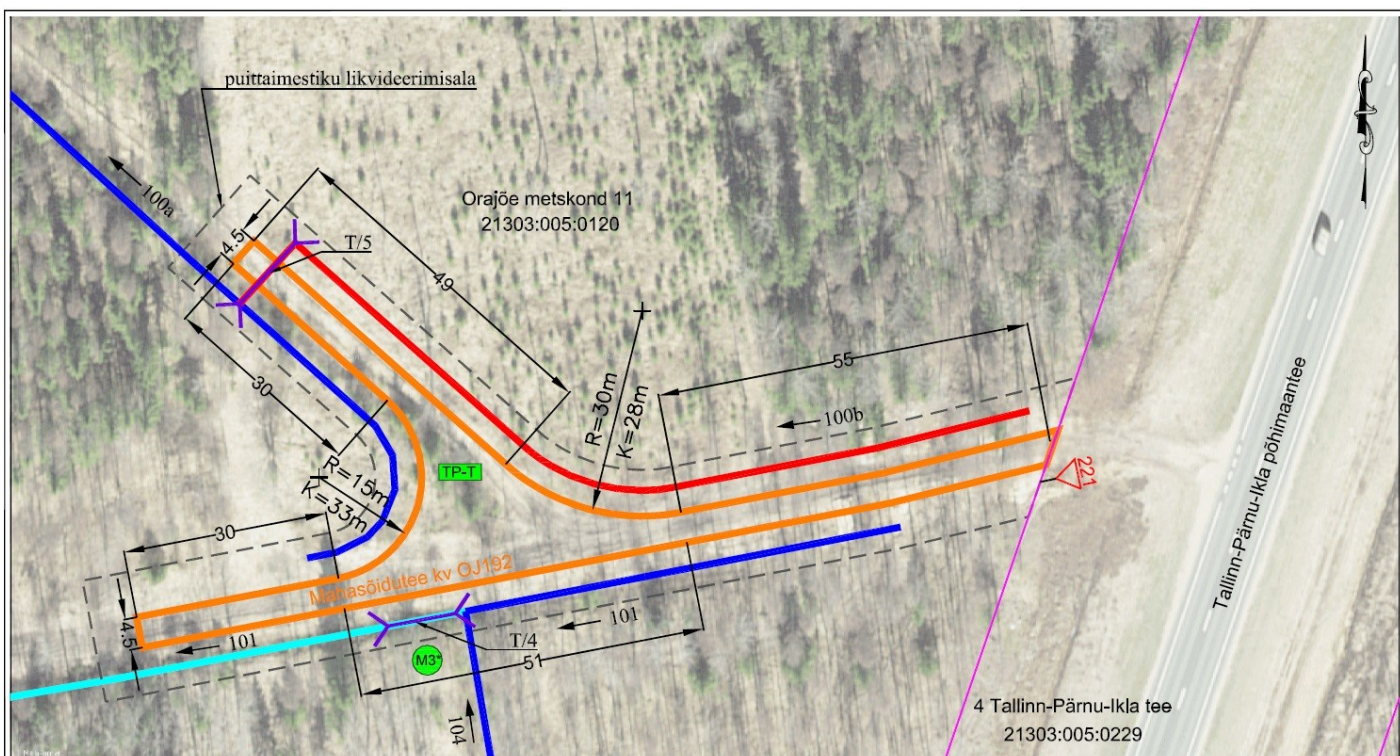 puittaimestiku likvideerimisala
100a
Orajõe metskond 11
21303:005:0120
4.5
T/5
49
55
30
R=30m
K=28m
100b
TP-T
R=15m
K=33m
221
30
Mahasõidutee kv OJ192
Tallinn-Pärnu-Ikla põhimaantee
4.5
101
101
T/4
M3*
51
104
4 Tallinn-Pärnu-Ikla tee
21303:005:0229